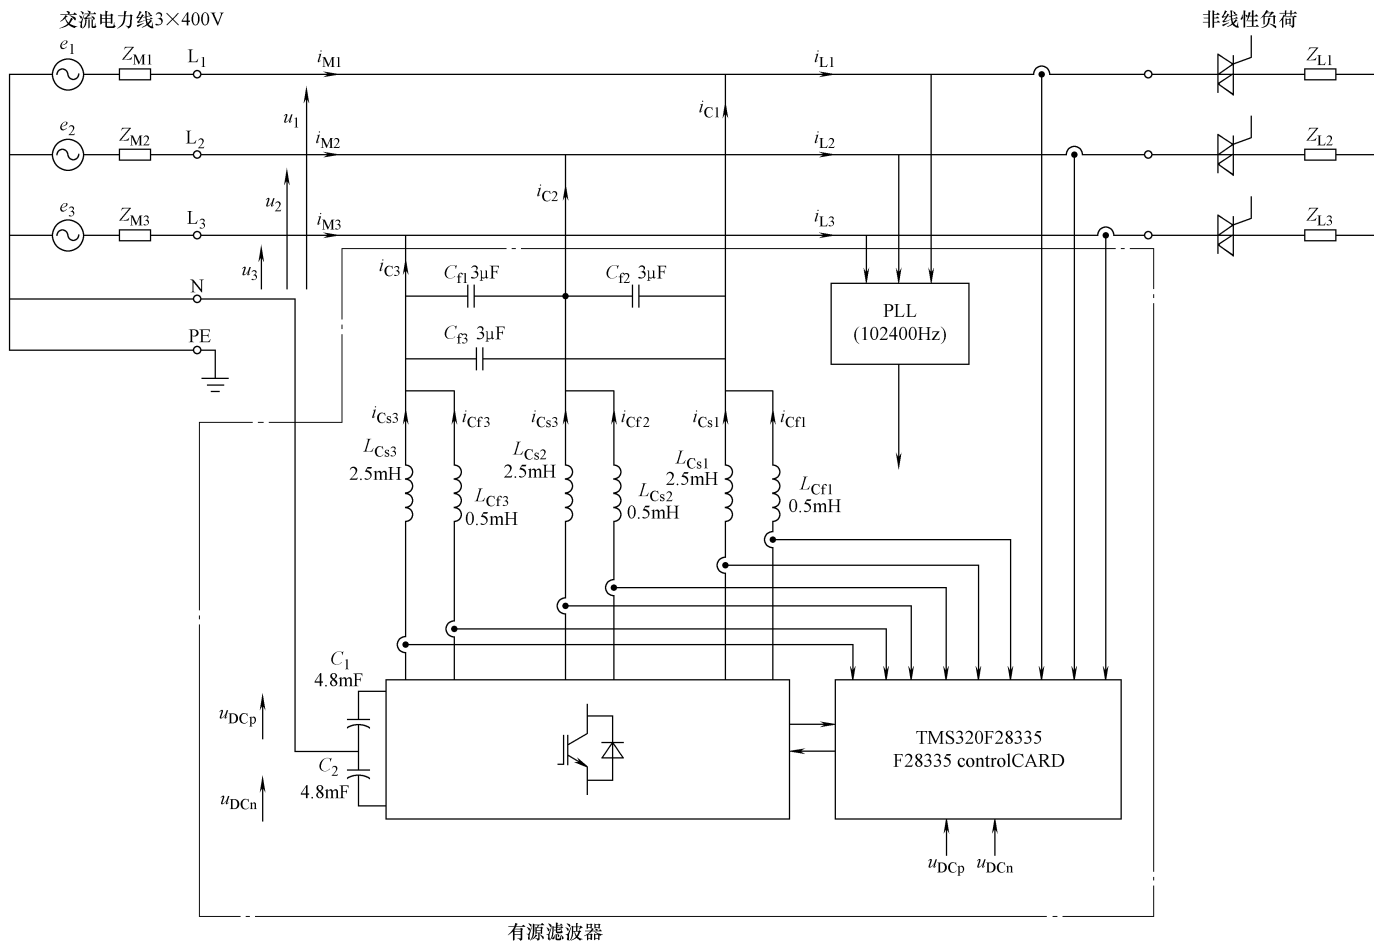 交流电力线3×400V
非线性负荷
e1
ZM1
L1
iM1
iL1
ZL1
u1
iC1
e2
ZM2
L2
iM2
iL2
ZL2
u2
iC2
e3
ZM3
L3
iM3
iL3
ZL3
u3
iC3
Cf1 3μF
Cf2 3μF
N
PLL
(102400Hz)
Cf3 3μF
PE
iCs3
iCf3
iCs3
iCf2
iCs1
iCf1
LCs3
2.5mH
LCs2
2.5mH
LCs1
2.5mH
LCf3
0.5mH
LCs2
0.5mH
LCf1
0.5mH
C1
4.8mF
uDCp
C2
4.8mF
uDCn
TMS320F28335
F28335 controlCARD
uDCp
uDCn
有源滤波器